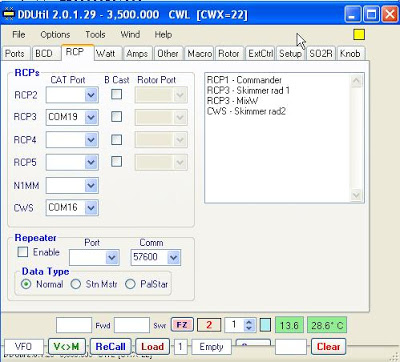 DDUtil 2.0.1.29 - 3,500.000 CWL [CWX=22]
File Options Tools Wind Help
Ports BCD RCP Watt Amps Other Macro Rotor ExtCtrl Setup SO2R Knob
RCPs
CAT Port B Cast Rotor Port
RCP2
RCP3 COM19
RCP4
RCP5
N1MM
CWS COM16
RCP1 - Commander
RCP3 - Skimmer rad 1
RCP3 - MixW
CWS - Skimmer rad2
Repeater
Port Comm
Enable 57600
Data Type
Normal Stn Mstr PalStar
Fwd Swr FZ 2 1 13.6 28.6° C
VFO V<>M ReCall Load 1 Empty Clear